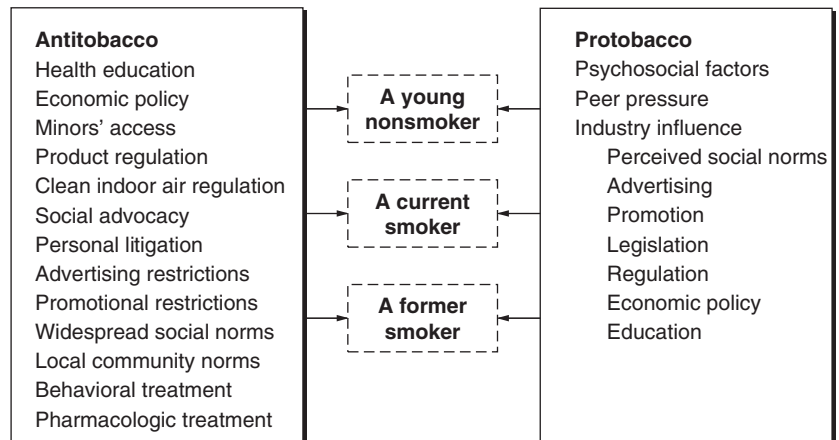 Antitobacco
Health education
Economic policy
Minors’ access
Product regulation
Clean indoor air regulation
Social advocacy
Personal litigation
Advertising restrictions
Promotional restrictions
Widespread social norms
Local community norms
Behavioral treatment
Pharmacologic treatment
A young
nonsmoker
A current
smoker
A former
smoker
Protobacco
Psychosocial factors
Peer pressure
Industry influence
Perceived social norms
Advertising
Promotion
Legislation
Regulation
Economic policy
Education